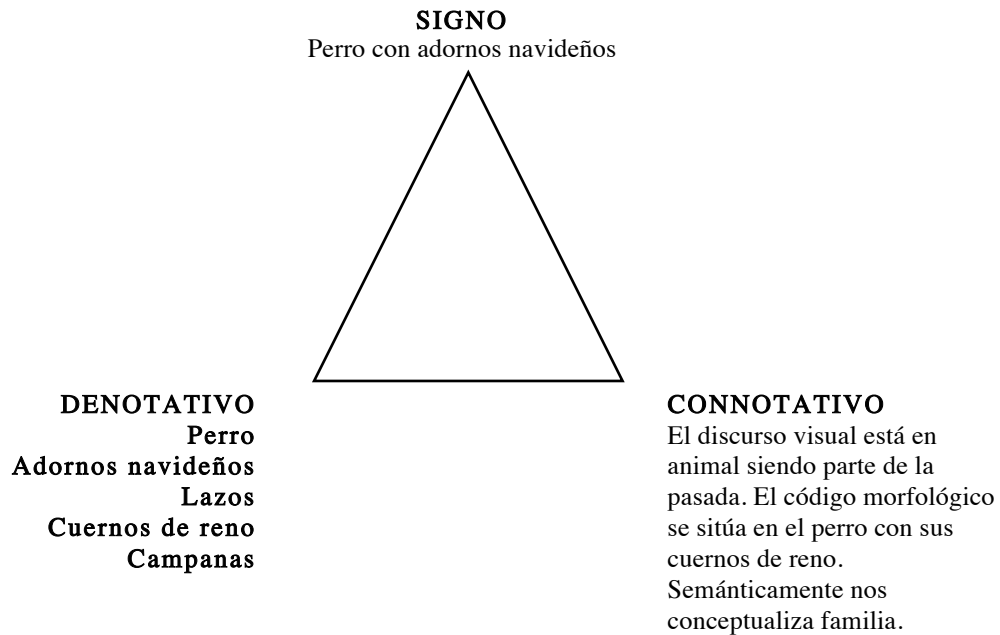 SIGNO
Perro con adornos navideños
DENOTATIVO
Perro
Adornos navideños
Lazos
Cuernos de reno
Campanas
CONNOTATIVO
El discurso visual está en
animal siendo parte de la
pasada. El código morfológico
se sitúa en el perro con sus
cuernos de reno.
Semánticamente nos
conceptualiza familia.